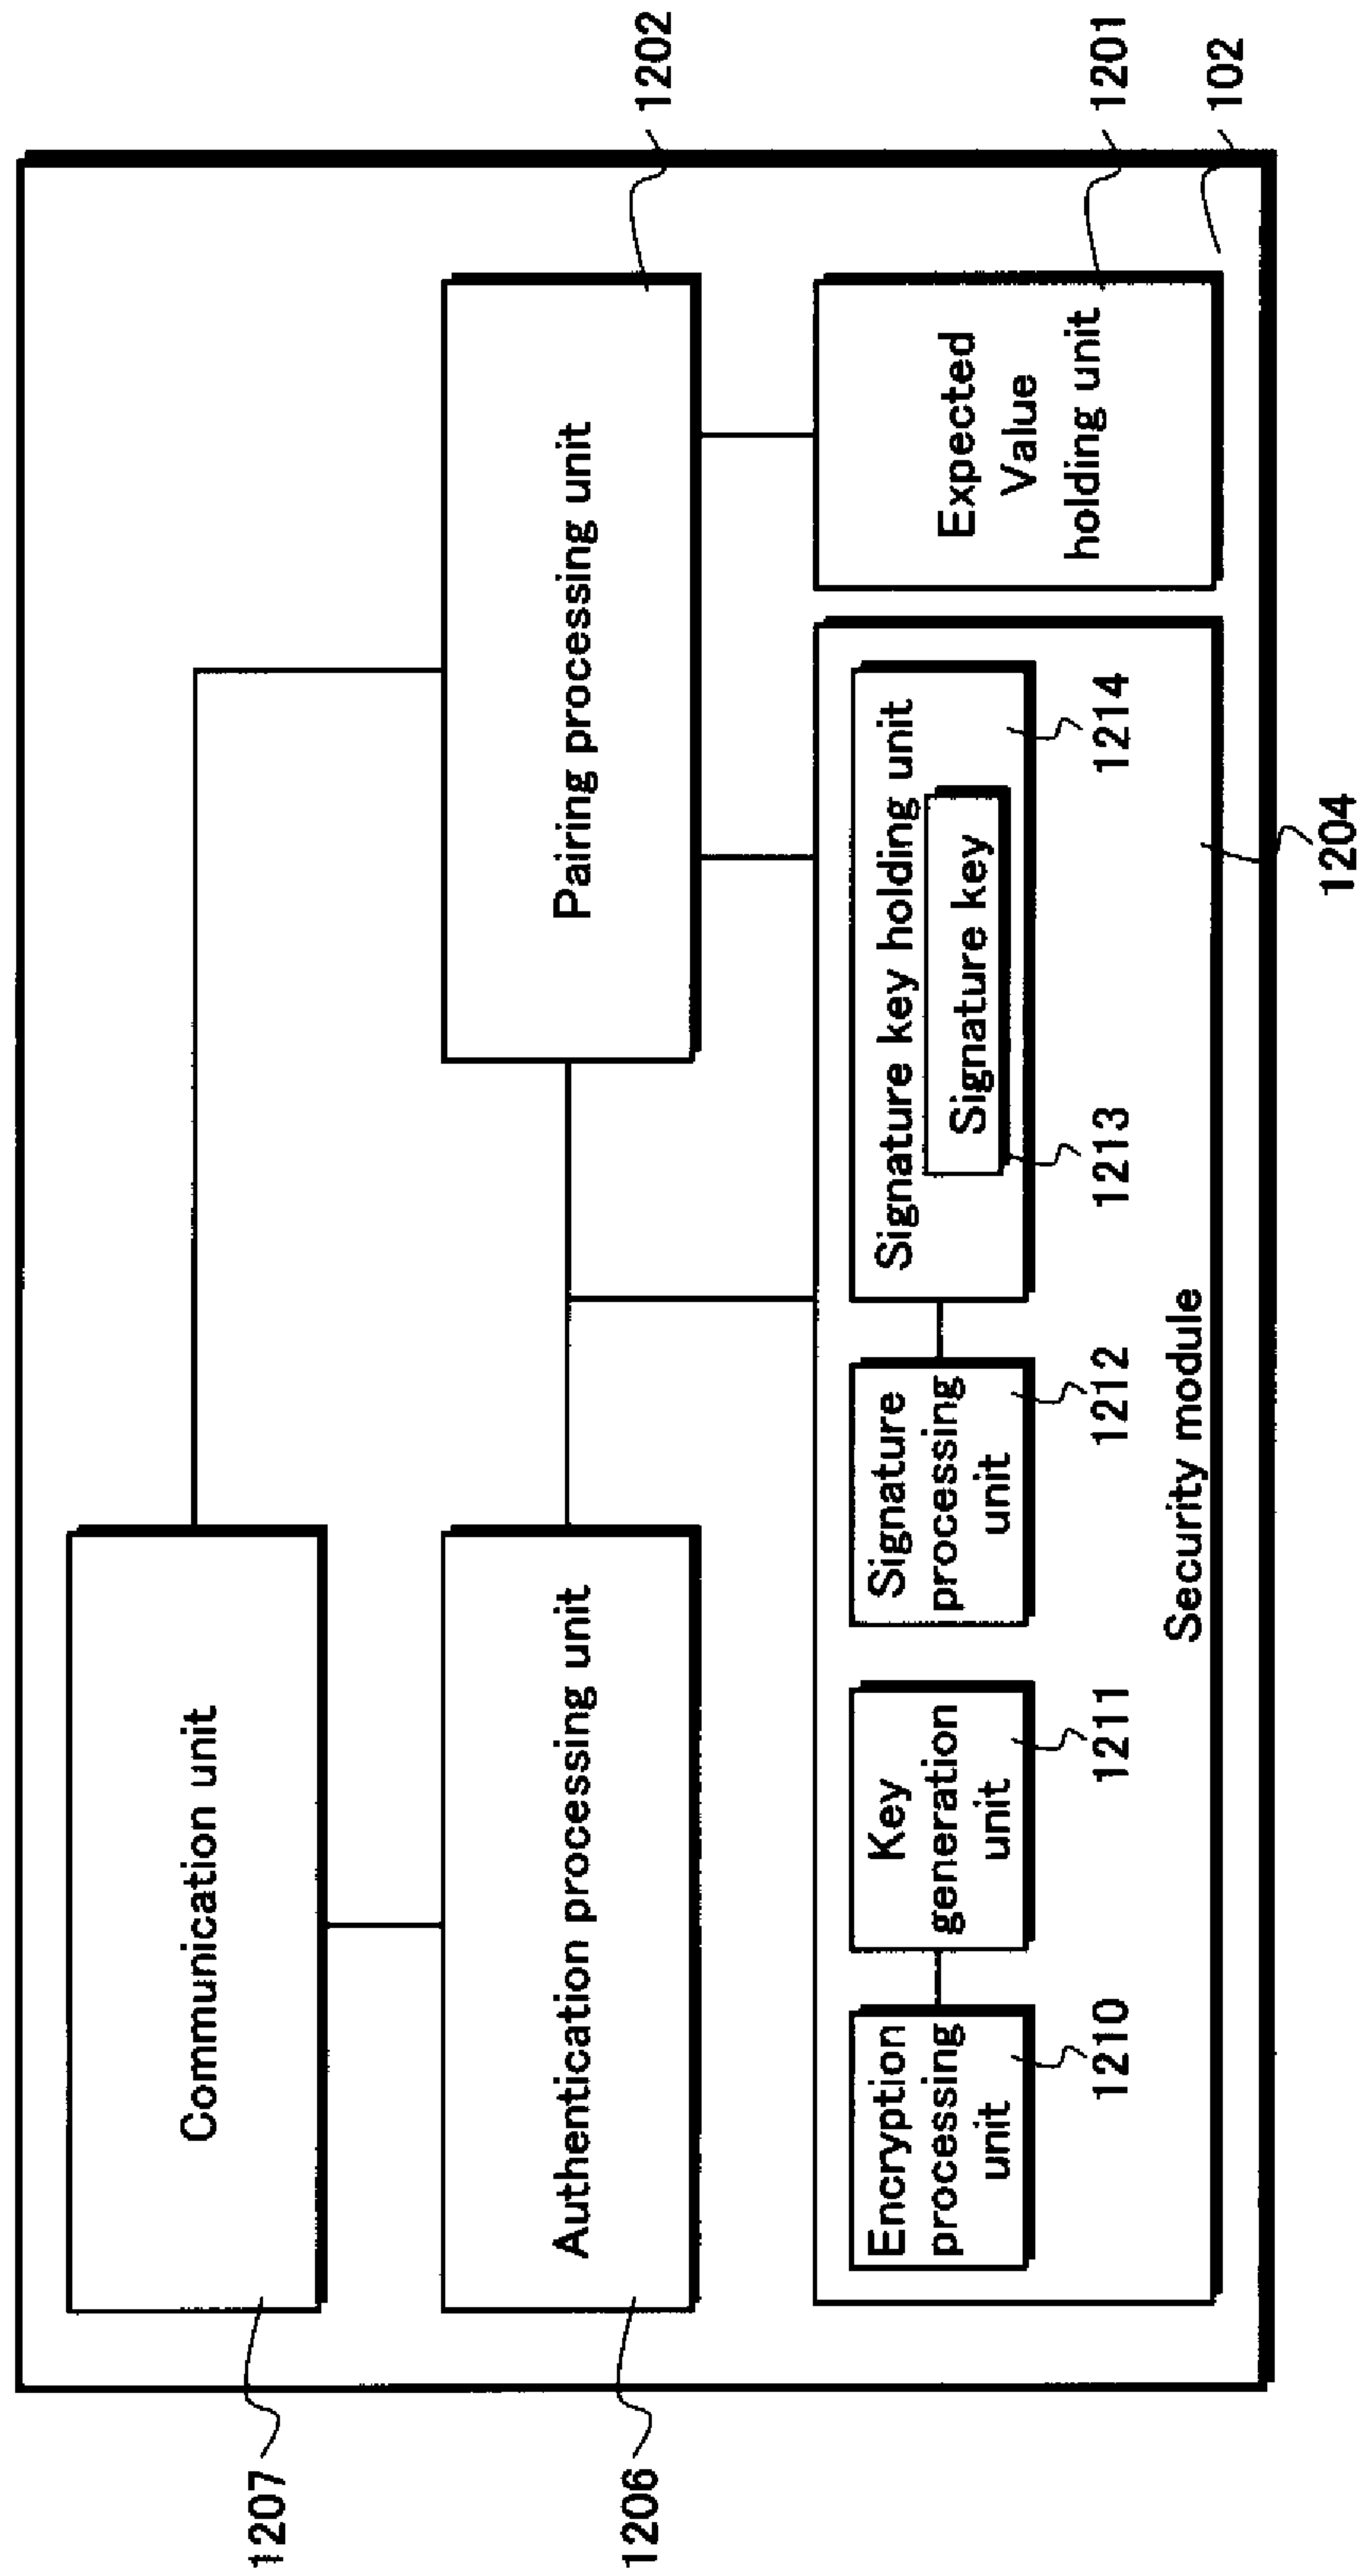 1207
Communication unit
1206
Authentication processing unit
Pairing processing unit
1202
Encryption
processing
unit
1210
Key
generation
unit
1211
Signature
processing
unit
1212
Signature key holding unit
Signature key
1213
1214
Security module
1204
Expected
Value
holding unit
1201
102